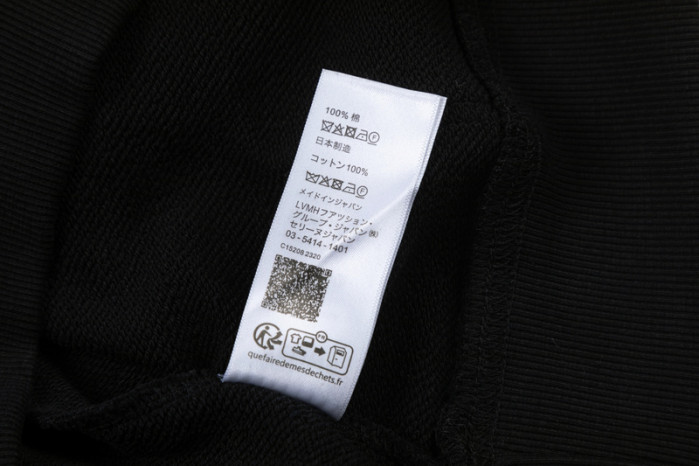 100% 棉
日本制造
コットン100%
メイドインジャパン
LVMHファッション・
グループ・ジャパン㈱
セリーヌジャパン
03-5414-1401
C15208 2320
quefairedemesdechets.fr